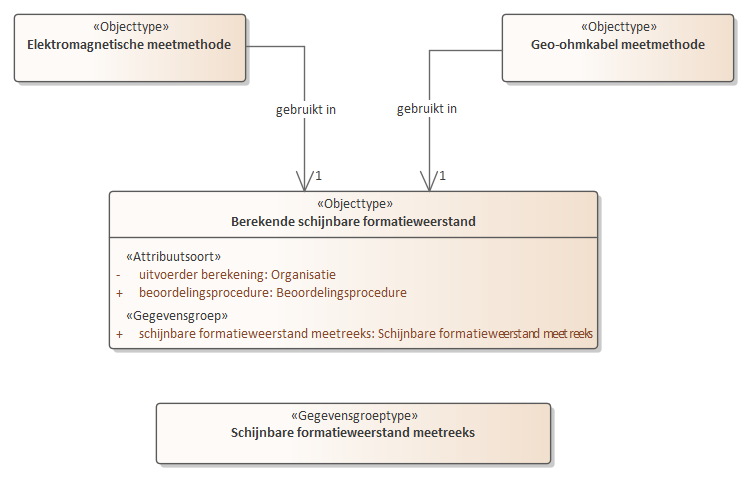 «Objecttype»
Elektromagnetische meetmethode
«Objecttype»
Geo-ohmkabel meetmethode
gebruikt in
gebruikt in
1
1
«Objecttype»
Berekende schijnbare formatieweerstand
«Attribuutsoort»
- uitvoerder berekening: Organisatie
+ beoordelingsprocedure: Beoordelingsprocedure
«Gegevensgroep»
+ schijnbare formatieweerstand meetreeks: Schijnbare formatieweerstand meetreeks
«Gegevensgroeptype»
Schijnbare formatieweerstand meetreeks